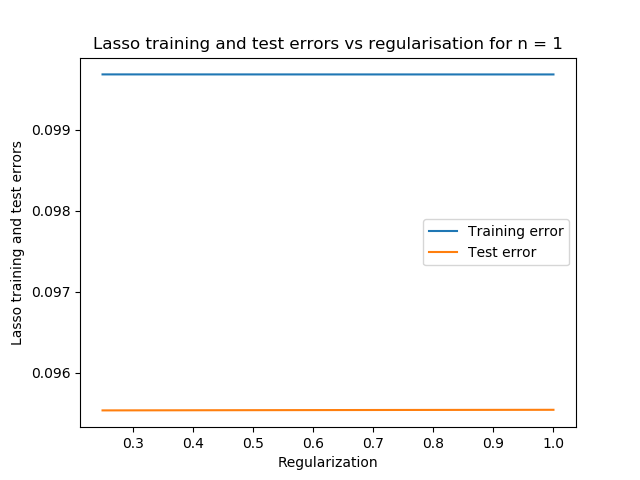 Lasso training and test errors vs regularisation for n = 1
Lasso training and test errors
0.099
0.098
0.097
0.096
Training error
Test error
0.3 0.4 0.5 0.6 0.7 0.8 0.9 1.0
Regularization